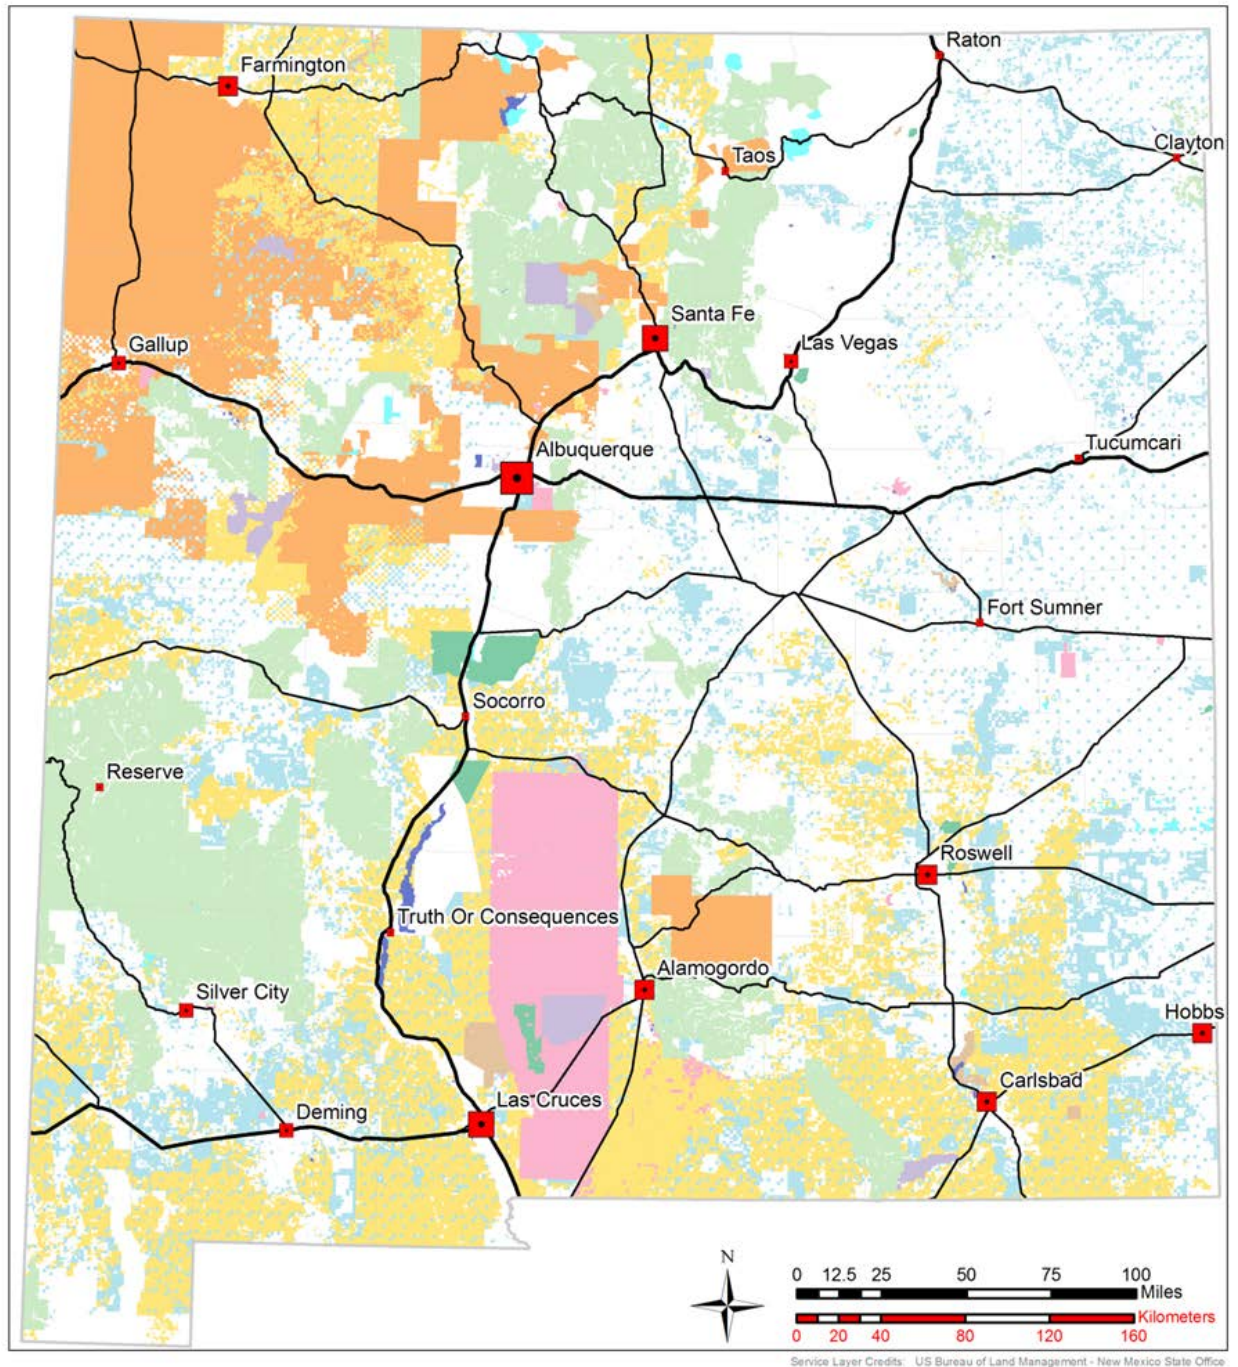 Raton
Farmington
Clayton
Taos
Santa Fe
Gallup
Las Vegas
Tucumcari
Albuquerque
Fort Sumner
Socorro
Reserve
Roswell
Truth Or Consequences
Alamogordo
Silver City
Hobbs
Carlsbad
Las Cruces
Deming
N
0 12.5 25 50 75 100
Miles
Kilometers
0 20 40 80 120 160
Service Layer Credits: US Bureau of Land Management - New Mexico State Office